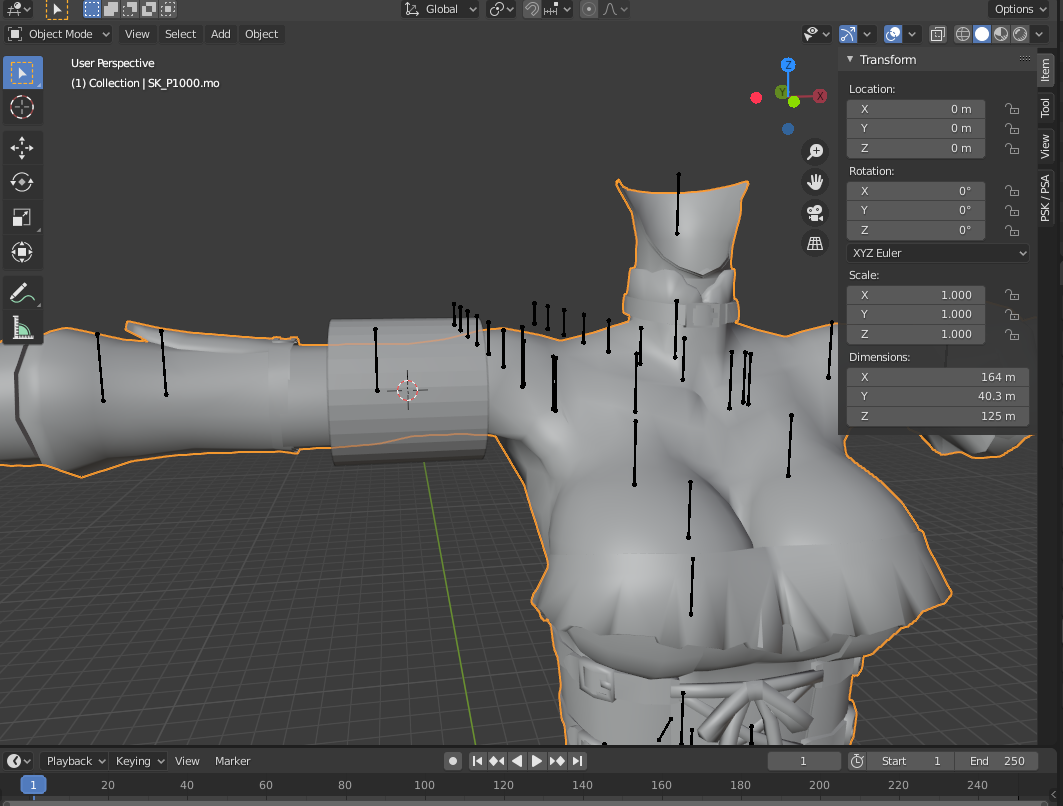 Global
Options
Object Mode
View
Select
Add
Object
User Perspective
(1) Collection | SK_P1000.mo
Z
Y
X
Transform
Location:
X 0 m
Y 0 m
Z 0 m
Rotation:
X 0°
Y 0°
Z 0°
XYZ Euler
Scale:
X 1.000
Y 1.000
Z 1.000
Dimensions:
X 164 m
Y 40.3 m
Z 125 m
Item
Tool
View
PSK / PSA
Playback
Keying
View
Marker
1
Start 1
End 250
1
20
40
60
80
100
120
140
160
180
200
220
240